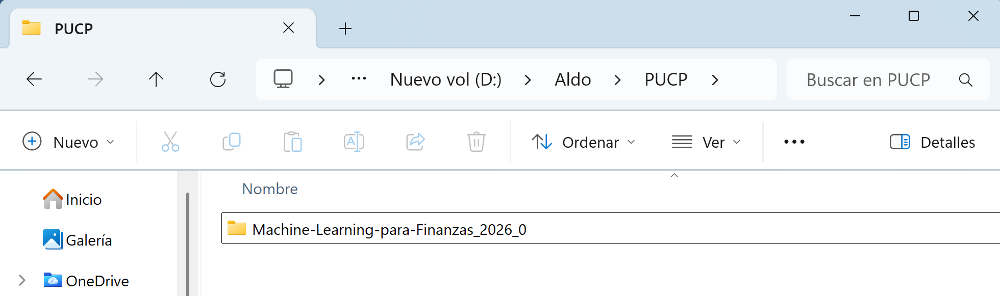 PUCP
Nuevo vol (D:) Aldo PUCP Buscar en PUCP
Nuevo Ordenar Ver Detalles
Nombre
Inicio
Machine-Learning-para-Finanzas_2026_0
Galería
OneDrive